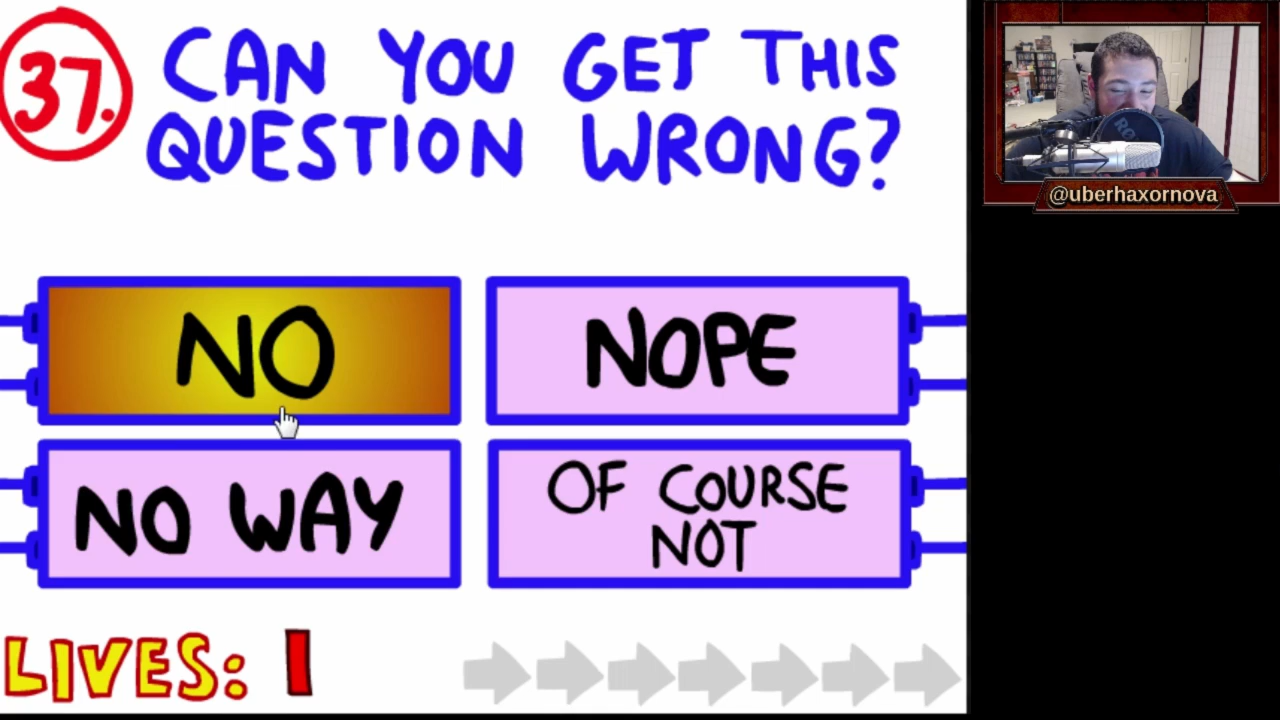 37.
CAN YOU GET THIS
QUESTION WRONG?
NO
NOPE
NO WAY
OF COURSE
NOT
LIVES: 1
@uberhaxornova